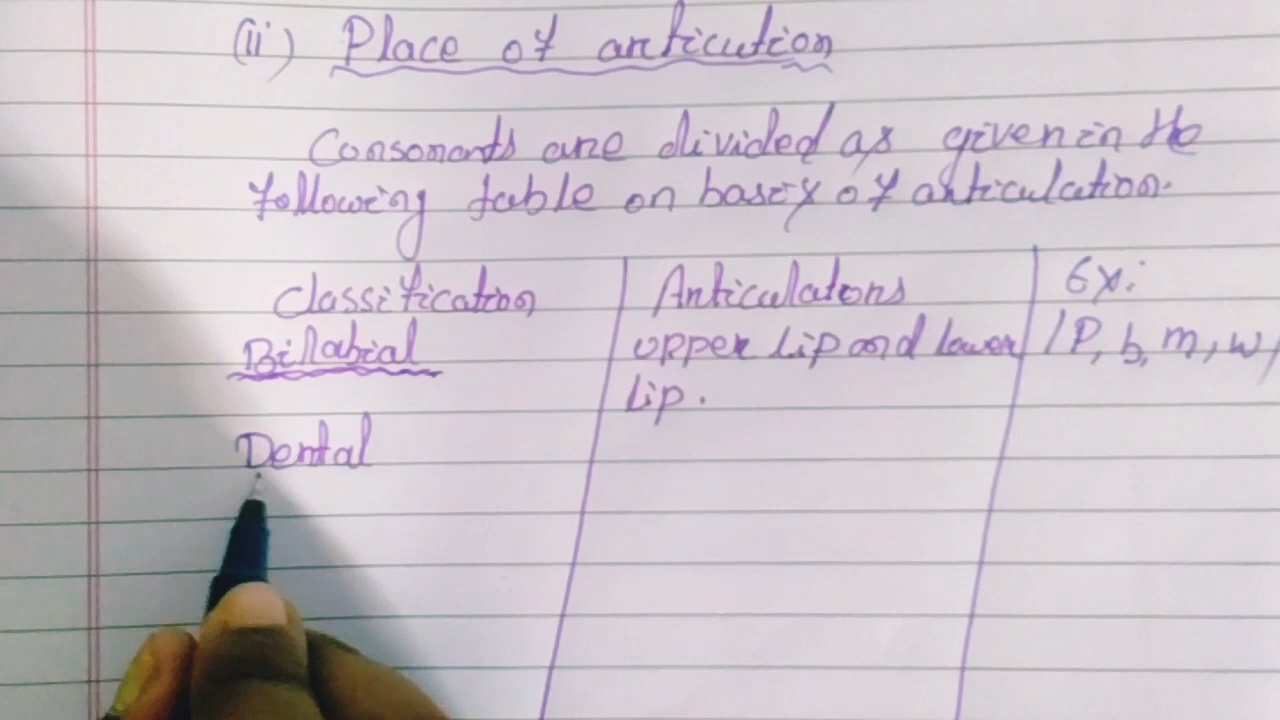 (ii) Place of articution
Consonants are divided as given in the
following table on basis of articulation.
Classification Articulators Ex:
Bilabial upper lip and lower /P, b, m, w/
lip.
Dental